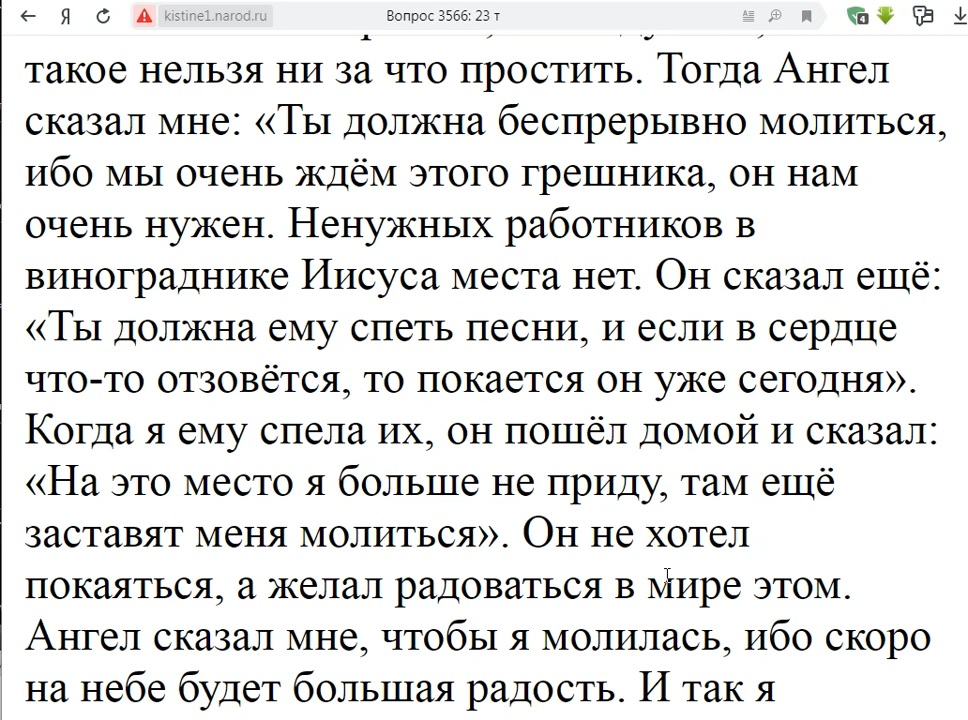 kistine1.narod.ru
Вопрос 3566: 23 т
4
такое нельзя ни за что простить. Тогда Ангел
сказал мне: «Ты должна беспрерывно молиться,
ибо мы очень ждём этого грешника, он нам
очень нужен. Ненужных работников в
винограднике Иисуса места нет. Он сказал ещё:
«Ты должна ему спеть песни, и если в сердце
что-то отзовётся, то покается он уже сегодня».
Когда я ему спела их, он пошёл домой и сказал:
«На это место я больше не приду, там ещё
заставят меня молиться». Он не хотел
покаяться, а желал радоваться в мире этом.
Ангел сказал мне, чтобы я молилась, ибо скоро
на небе будет большая радость. И так я